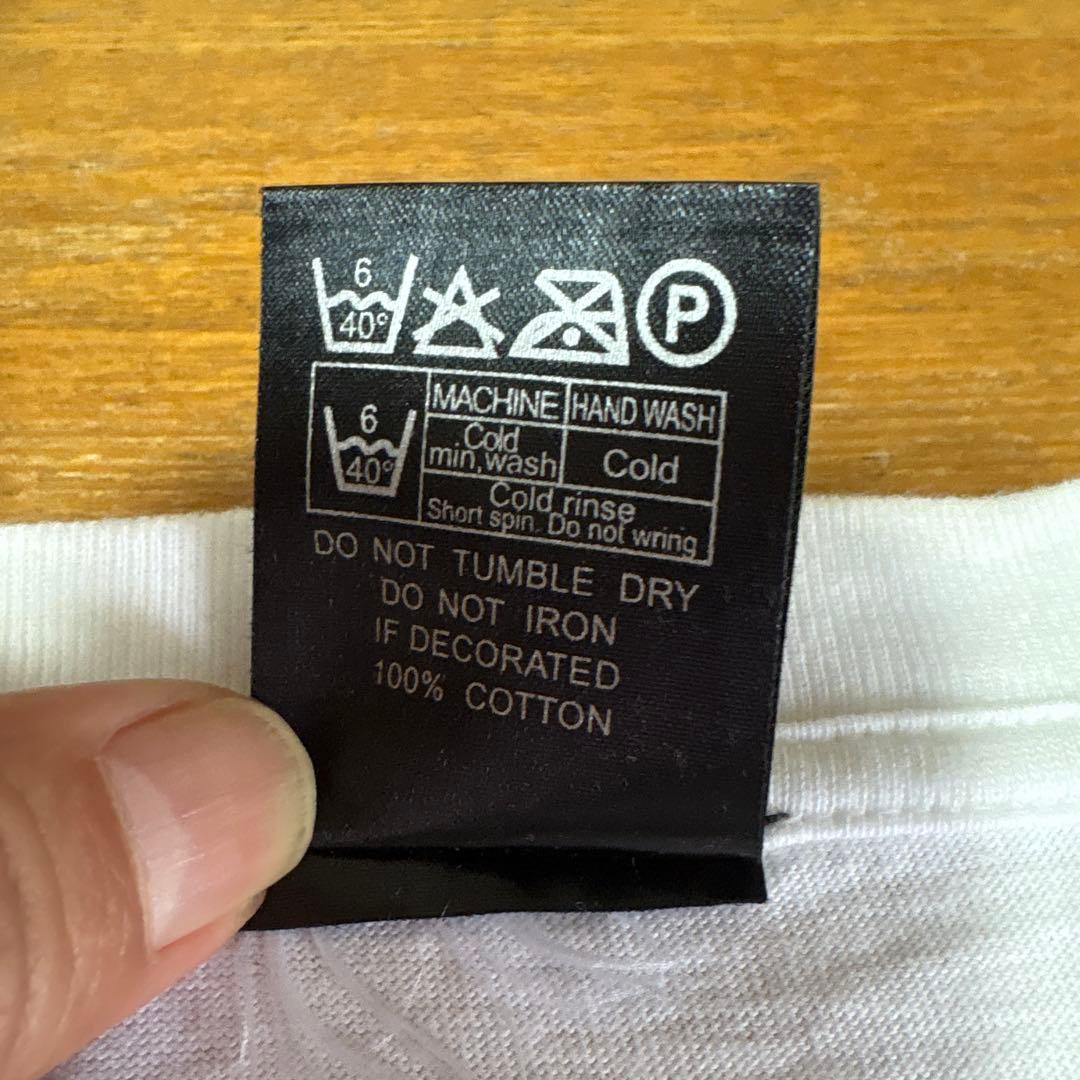 6
40° P
MACHINE HAND WASH
6
40°
Cold
min,wash Cold
Cold rinse
Short spin. Do not wring
DO NOT TUMBLE DRY
DO NOT IRON
IF DECORATED
100% COTTON